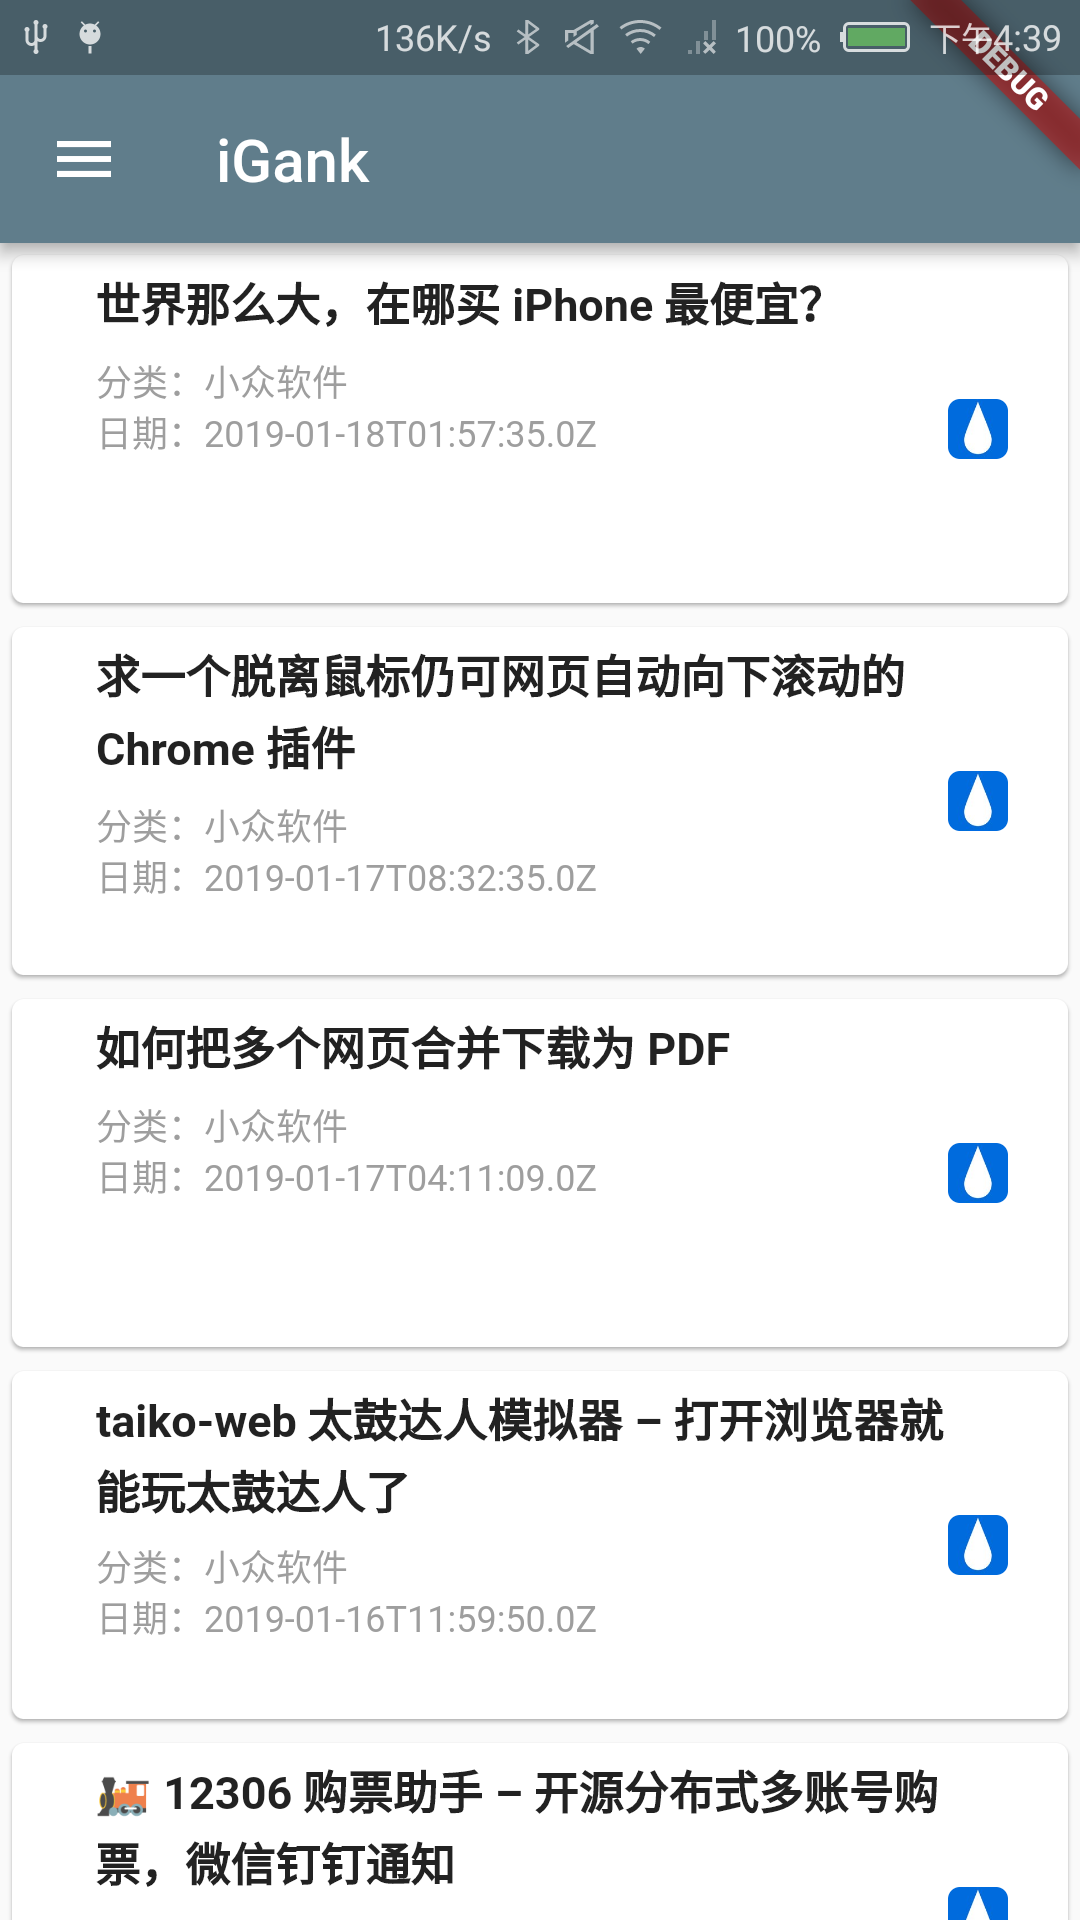 136K/s 100% 下午4:39
DEBUG
iGank
世界那么大，在哪买 iPhone 最便宜？
分类：小众软件
日期：2019-01-18T01:57:35.0Z
求一个脱离鼠标仍可网页自动向下滚动的
Chrome 插件
分类：小众软件
日期：2019-01-17T08:32:35.0Z
如何把多个网页合并下载为 PDF
分类：小众软件
日期：2019-01-17T04:11:09.0Z
taiko-web 太鼓达人模拟器 – 打开浏览器就
能玩太鼓达人了
分类：小众软件
日期：2019-01-16T11:59:50.0Z
🚂 12306 购票助手 – 开源分布式多账号购
票，微信钉钉通知